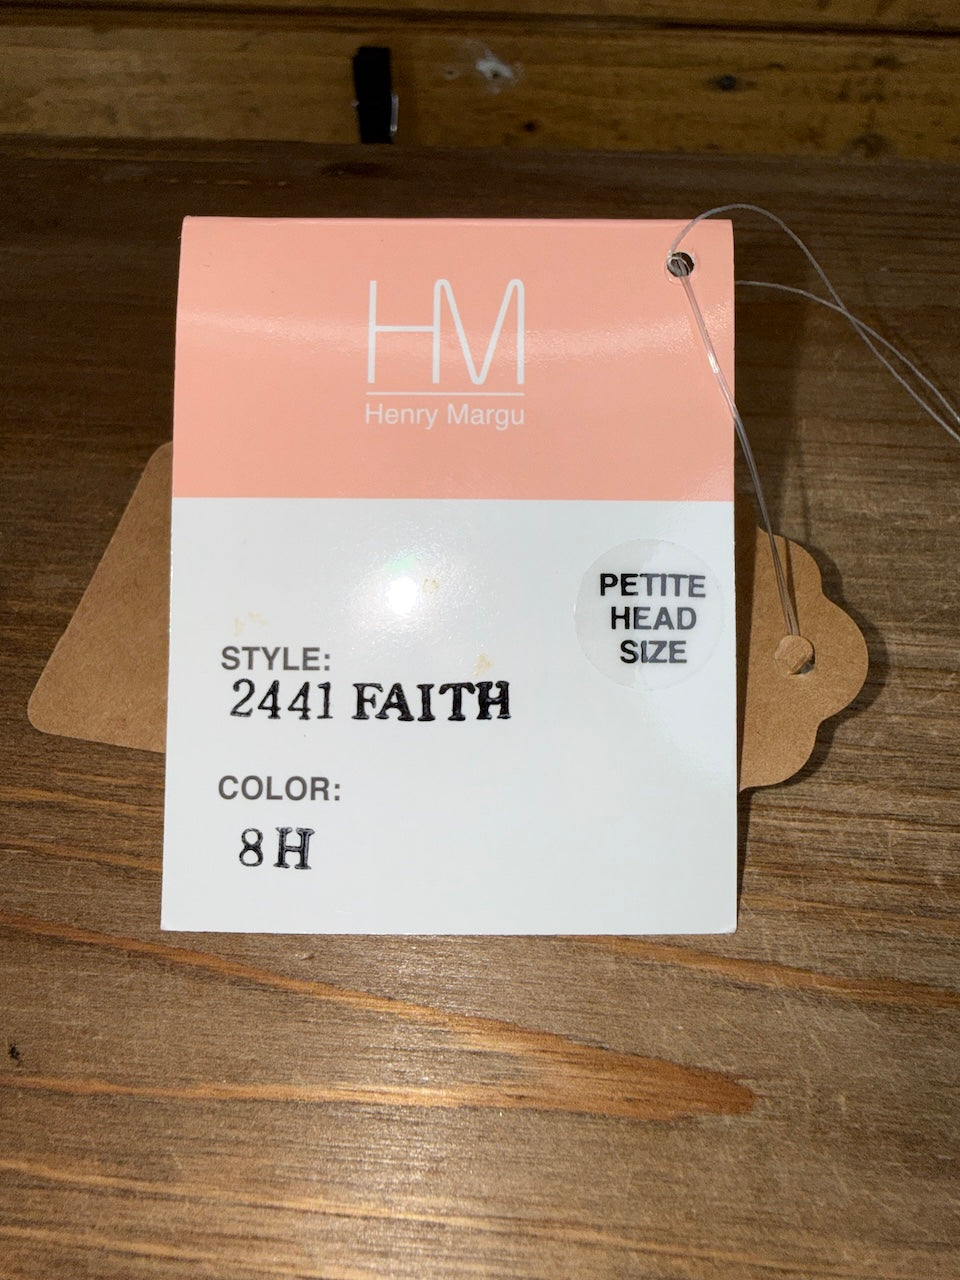 HM
Henry Margu
PETITE
HEAD
SIZE
STYLE:
2441 FAITH
COLOR:
8H